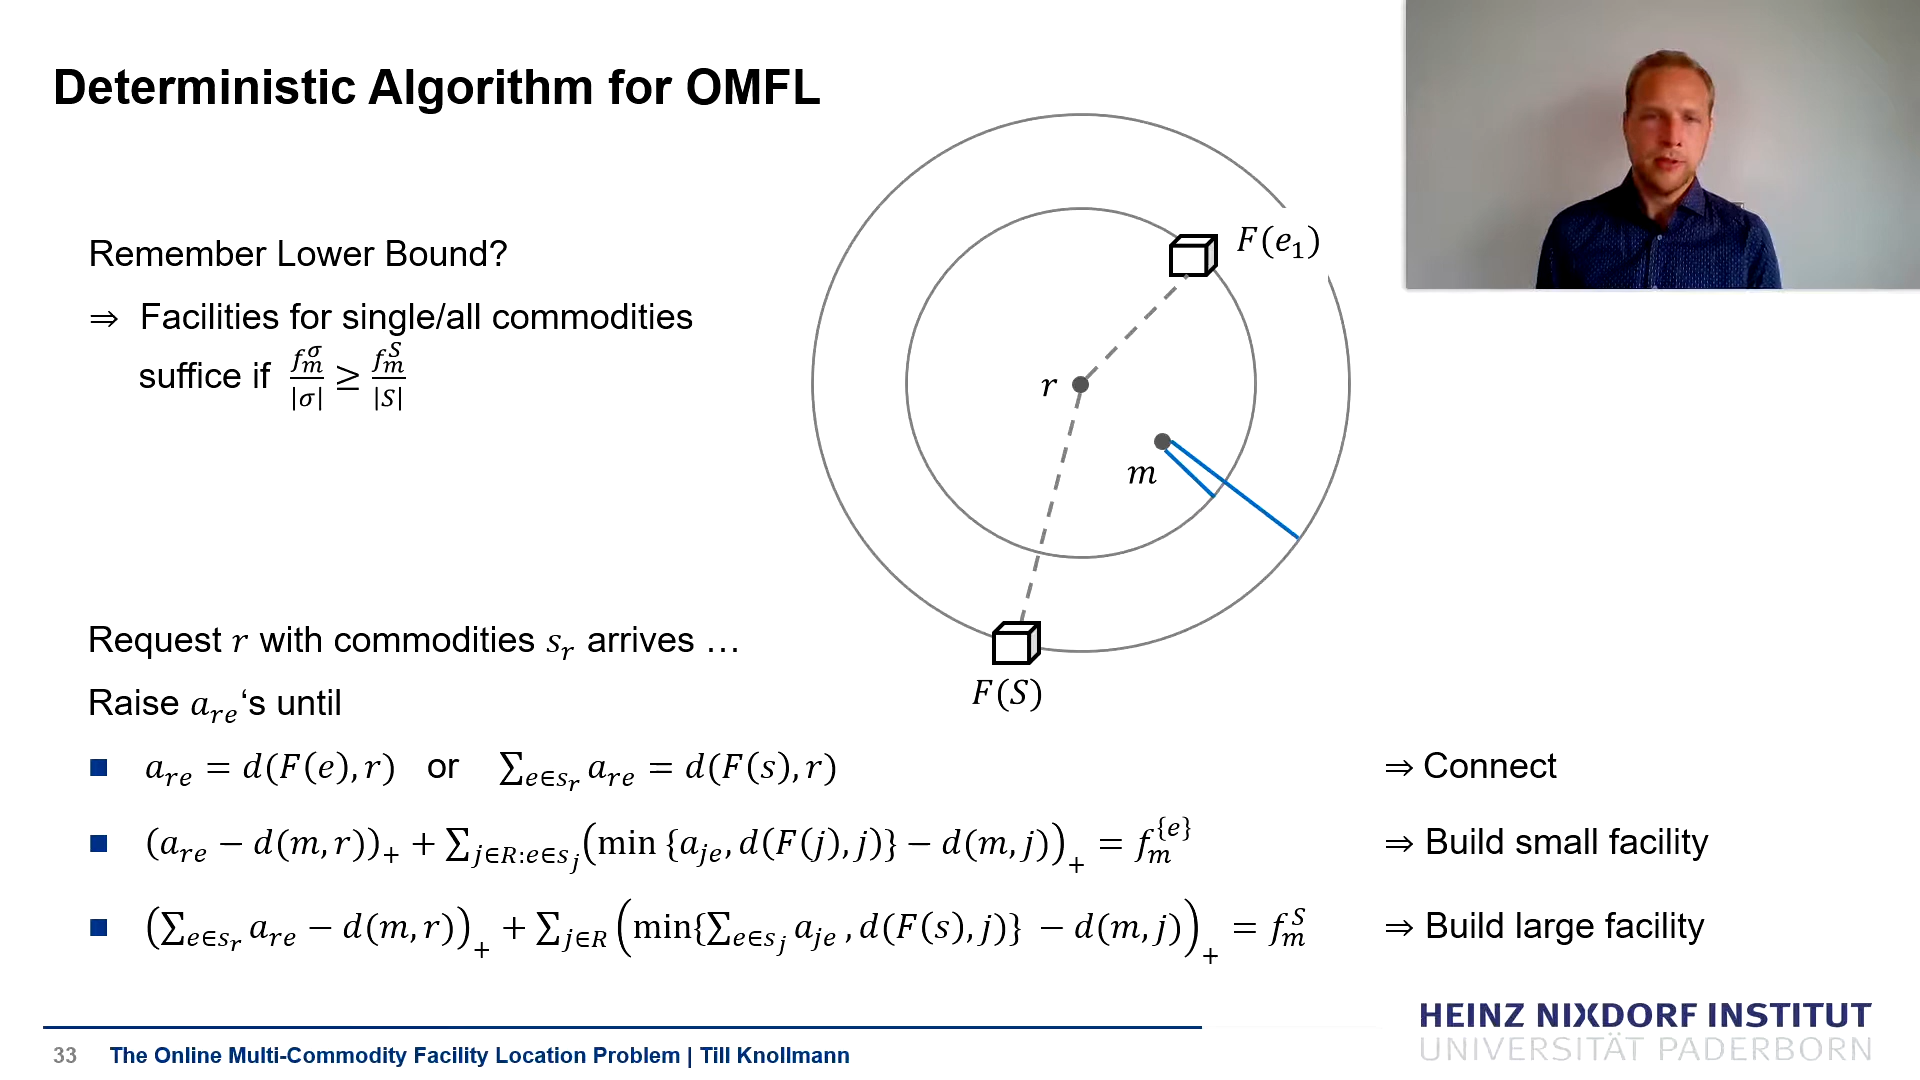 Deterministic Algorithm for OMFL
Remember Lower Bound?
⇒ Facilities for single/all commodities
suffice if f_m^σ/|σ| ≥ f_m^S/|S|
F(e₁)
r
m
F(S)
Request r with commodities s_r arrives …
Raise a_re‘s until
■ a_re = d(F(e), r) or ∑_{e∈s_r} a_re = d(F(s), r) ⇒ Connect
■ (a_re − d(m, r))₊ + ∑_{j∈R:e∈s_j} (min {a_je, d(F(j), j)} − d(m, j))₊ = f_m^{e} ⇒ Build small facility
■ (∑_{e∈s_r} a_re − d(m, r))₊ + ∑_{j∈R} (min{∑_{e∈s_j} a_je , d(F(s), j)} − d(m, j))₊ = f_m^S ⇒ Build large facility
33 The Online Multi-Commodity Facility Location Problem | Till Knollmann
HEINZ NIXDORF INSTITUT
UNIVERSITÄT PADERBORN